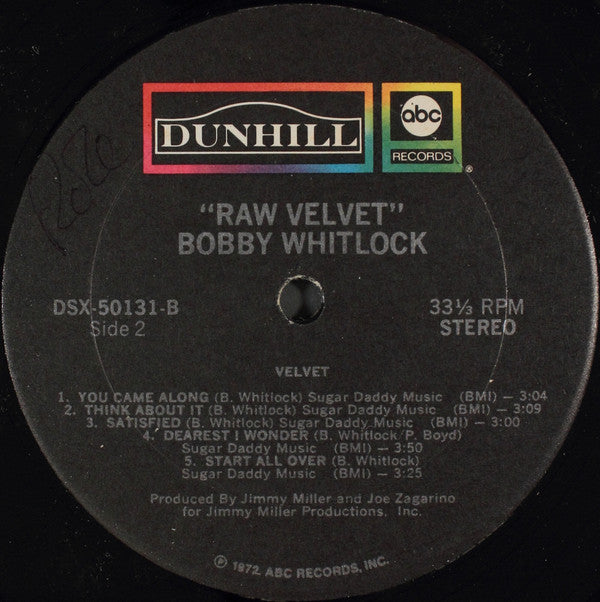 DUNHILL
abc
RECORDS
®
"RAW VELVET"
BOBBY WHITLOCK
DSX-50131-B
Side 2
33⅓ RPM
STEREO
VELVET
1. YOU CAME ALONG (B. Whitlock) Sugar Daddy Music (BMI) — 3:04
2. THINK ABOUT IT (B. Whitlock) Sugar Daddy Music (BMI) — 3:09
3. SATISFIED (B. Whitlock) Sugar Daddy Music (BMI) — 3:00
4. DEAREST I WONDER (B. Whitlock/P. Boyd)
Sugar Daddy Music (BMI) — 3:50
5. START ALL OVER (B. Whitlock)
Sugar Daddy Music (BMI) — 3:25
Produced By Jimmy Miller and Joe Zagarino
for Jimmy Miller Productions, Inc.
℗ 1972, ABC RECORDS, INC.